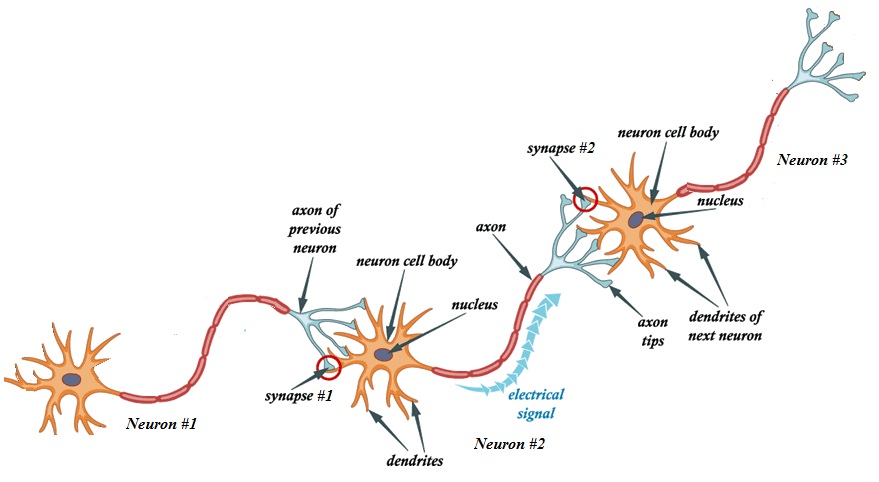 neuron cell body
synapse #2
Neuron #3
nucleus
axon of
previous
neuron
axon
neuron cell body
nucleus
axon
tips
dendrites of
next neuron
synapse #1
electrical
signal
Neuron #1
Neuron #2
dendrites